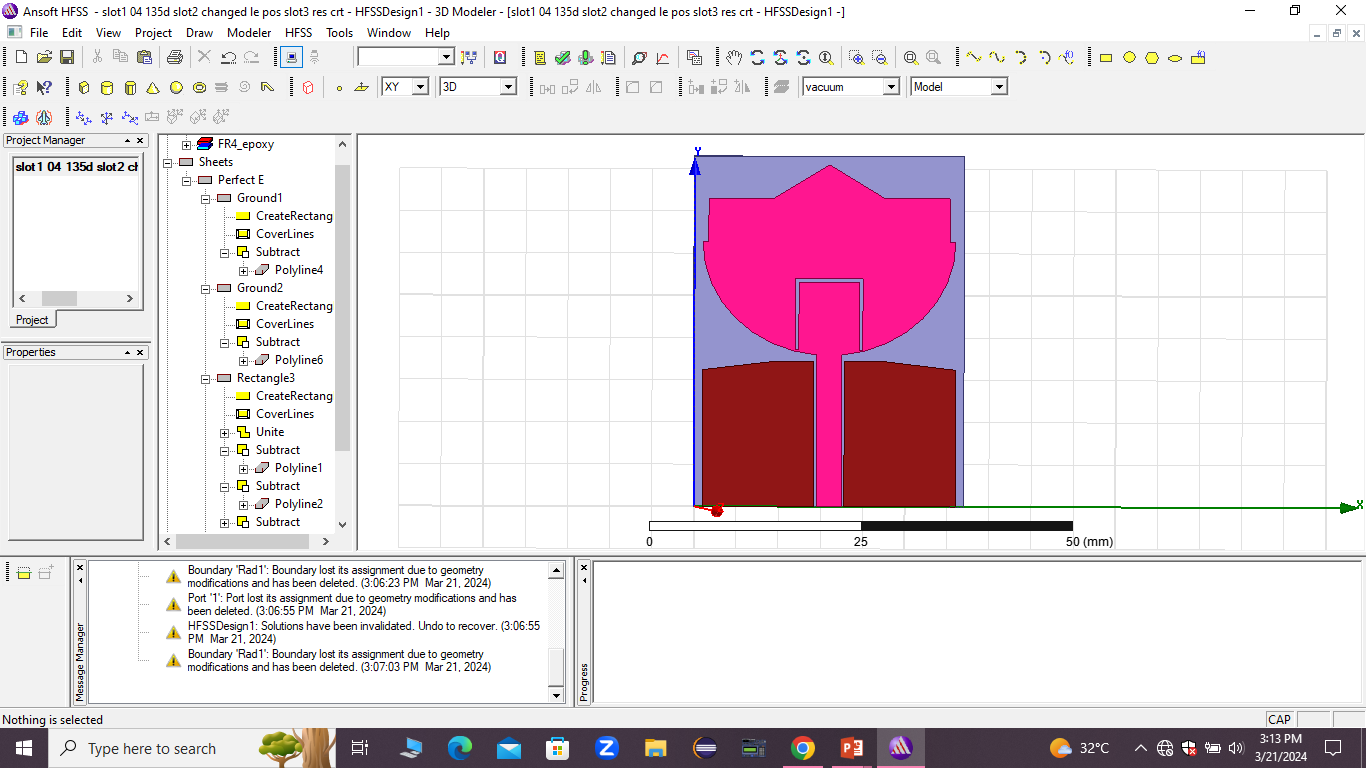 Ansoft HFSS - slot1 04 135d slot2 changed le pos slot3 res crt - HFSSDesign1 - 3D Modeler - [slot1 04 135d slot2 changed le pos slot3 res crt - HFSSDesign1 -]
File Edit View Project Draw Modeler HFSS Tools Window Help
XY 3D vacuum Model
Project Manager
slot1 04 135d slot2 ch
Project
Properties
FR4_epoxy
Sheets
Perfect E
Ground1
CreateRectang
CoverLines
Subtract
Polyline4
Ground2
CreateRectang
CoverLines
Subtract
Polyline6
Rectangle3
CreateRectang
CoverLines
Unite
Subtract
Polyline1
Subtract
Polyline2
Subtract
Y
X
0 25 50 (mm)
Message Manager
Boundary 'Rad1': Boundary lost its assignment due to geometry
modifications and has been deleted. (3:06:23 PM Mar 21, 2024)
Port '1': Port lost its assignment due to geometry modifications and has
been deleted. (3:06:55 PM Mar 21, 2024)
HFSSDesign1: Solutions have been invalidated. Undo to recover. (3:06:55
PM Mar 21, 2024)
Boundary 'Rad1': Boundary lost its assignment due to geometry
modifications and has been deleted. (3:07:03 PM Mar 21, 2024)
Progress
Nothing is selected
CAP
Type here to search
32°C
3:13 PM
3/21/2024